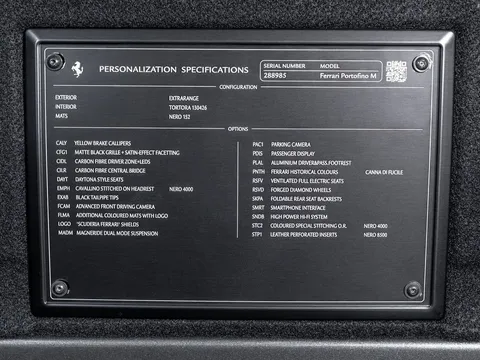 PERSONALIZATION SPECIFICATIONS
SERIAL NUMBER MODEL
288985 Ferrari Portofino M
CONFIGURATION
EXTERIOR EXTRARANGE
INTERIOR TORTORA 130426
MATS NERO 152
OPTIONS
CALY YELLOW BRAKE CALLIPERS
CFG1 MATTE BLACK GRILLE + SATIN-EFFECT FACETTING
CIDL CARBON FIBRE DRIVER ZONE+LEDS
CILR CARBON FIBRE CENTRAL BRIDGE
DAYT DAYTONA STYLE SEATS
EMPH CAVALLINO STITCHED ON HEADREST NERO 4000
EXAB BLACK TAILPIPE TIPS
FCAM ADVANCED FRONT DRIVING CAMERA
FLMA ADDITIONAL COLOURED MATS WITH LOGO
LOGO 'SCUDERIA FERRARI' SHIELDS
MADM MAGNERIDE DUAL MODE SUSPENSION
PAC1 PARKING CAMERA
PDIS PASSENGER DISPLAY
PLAL ALUMINIUM DRIVER&PASS.FOOTREST
PNTH FERRARI HISTORICAL COLOURS CANNA DI FUCILE
RSFV VENTILATED FULL ELECTRIC SEATS
RSVD FORGED DIAMOND WHEELS
SKPA FOLDABLE REAR SEAT BACKRESTS
SMRT SMARTPHONE INTERFACE
SNDB HIGH POWER HI-FI SYSTEM
STC2 COLOURED SPECIAL STITCHING O.R. NERO 4000
STP1 LEATHER PERFORATED INSERTS NERO 8500